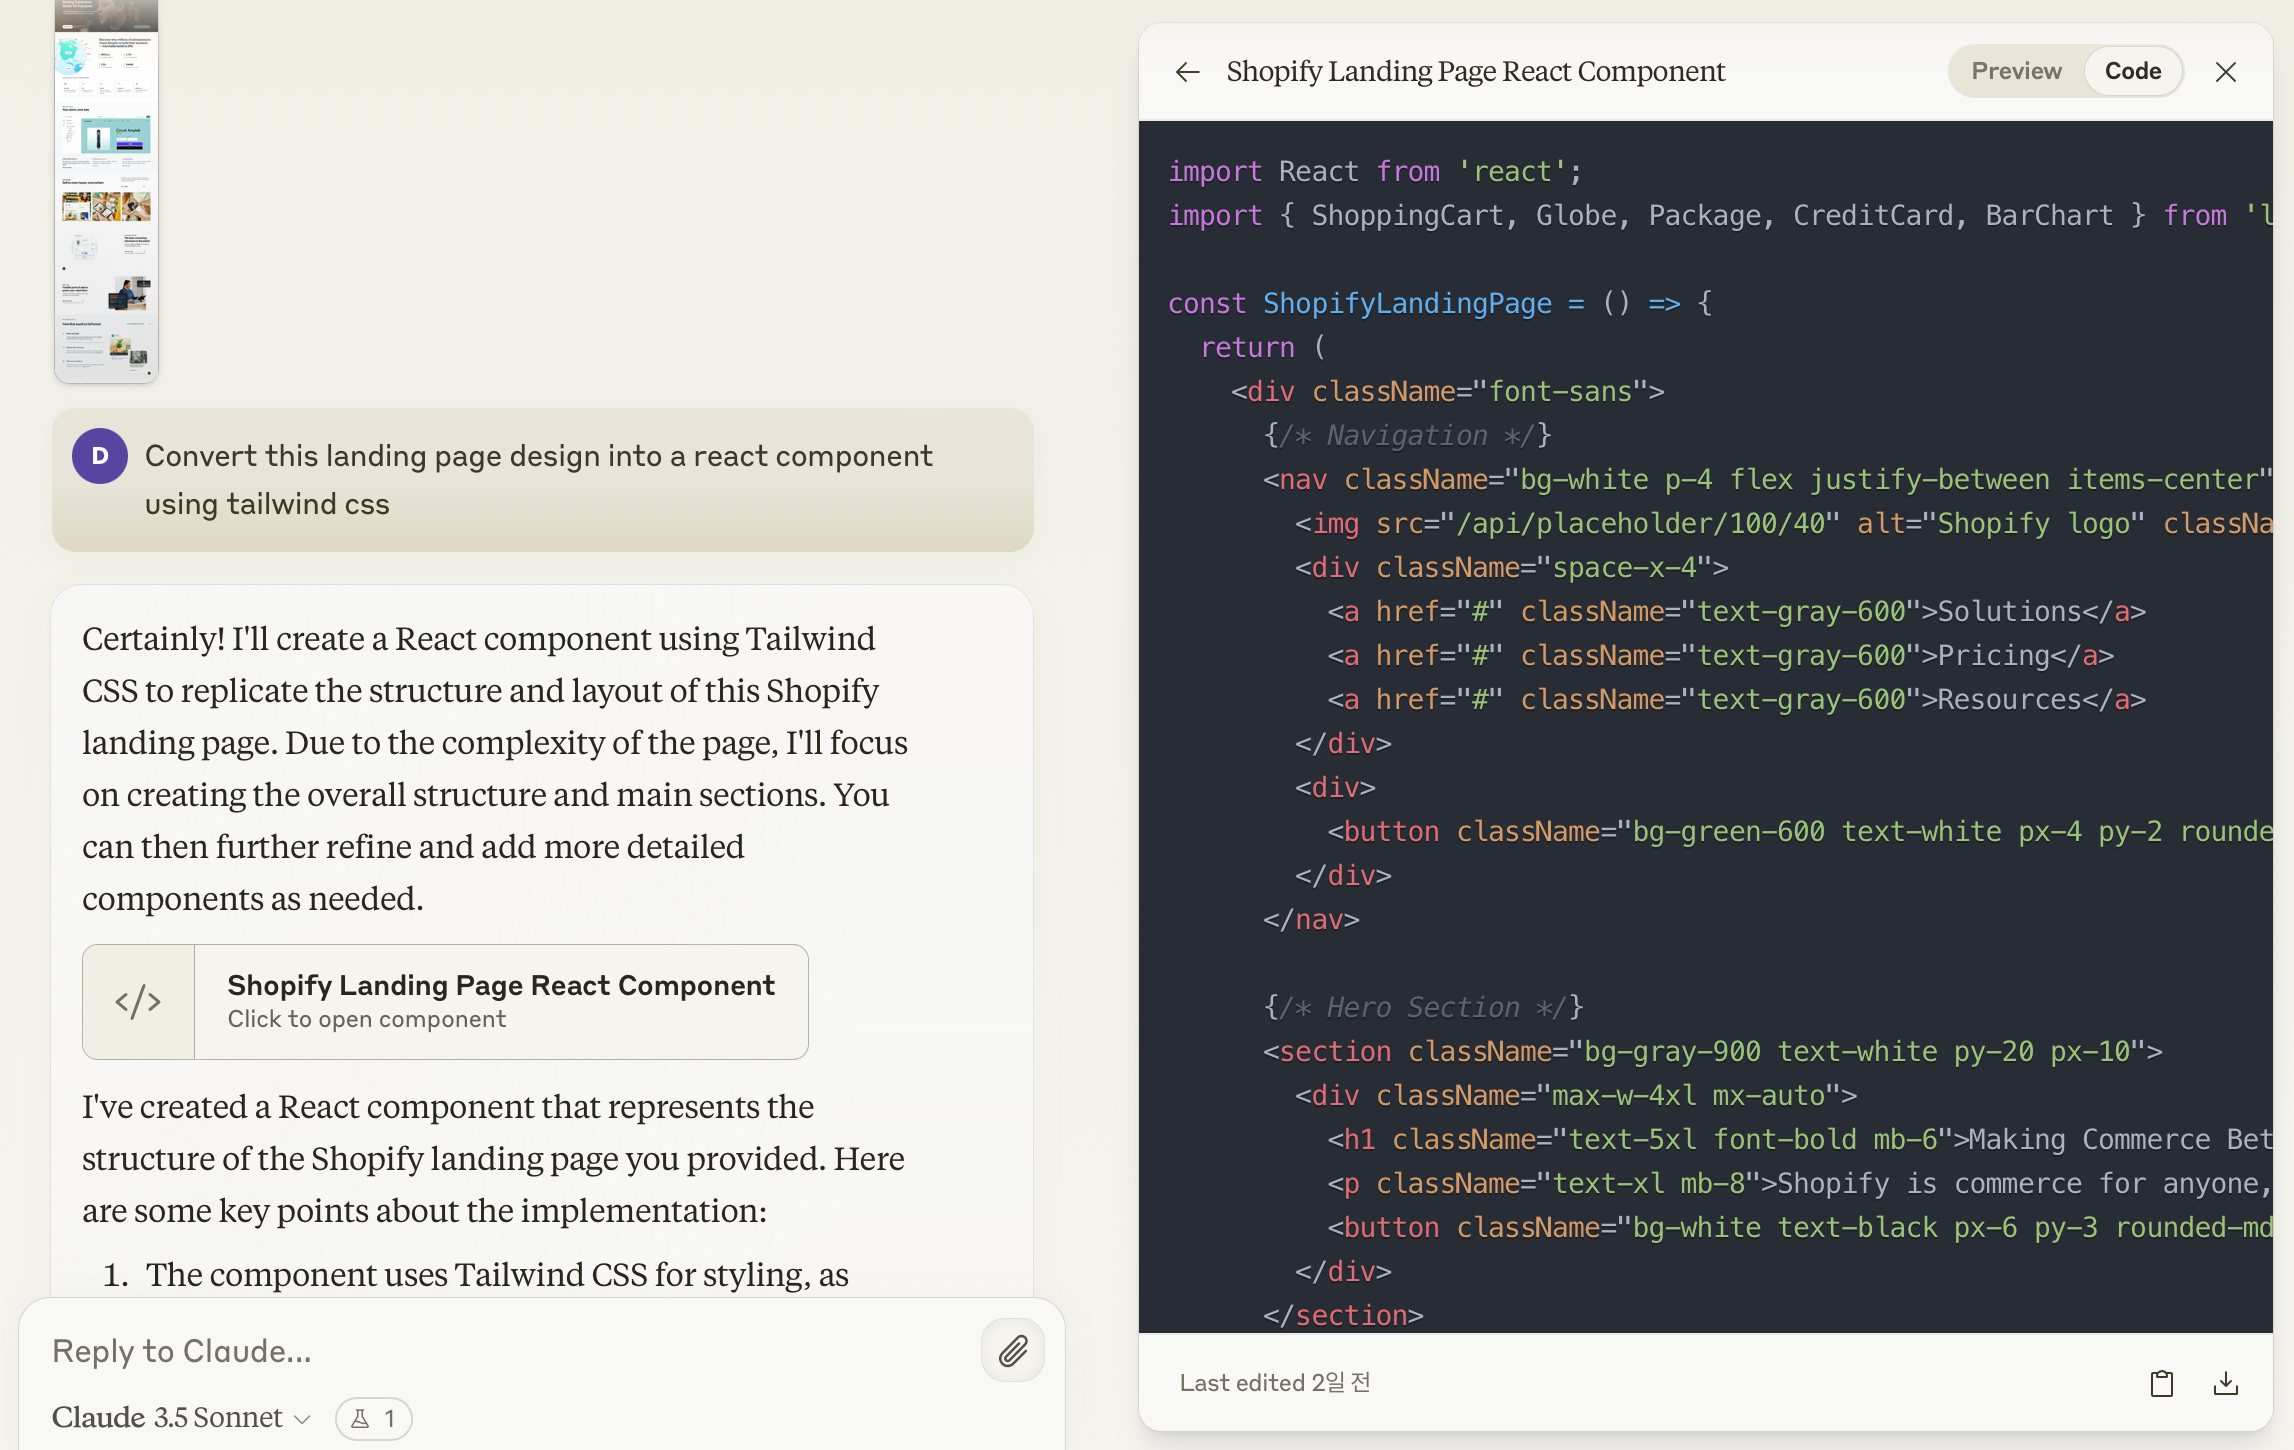 Your store, your way
Sell to every buyer, everywhere
D
Convert this landing page design into a react component
using tailwind css
Certainly! I'll create a React component using Tailwind
CSS to replicate the structure and layout of this Shopify
landing page. Due to the complexity of the page, I'll focus
on creating the overall structure and main sections. You
can then further refine and add more detailed
components as needed.
</>
Shopify Landing Page React Component
Click to open component
I've created a React component that represents the
structure of the Shopify landing page you provided. Here
are some key points about the implementation:
1. The component uses Tailwind CSS for styling, as
Reply to Claude...
Claude 3.5 Sonnet
1
Shopify Landing Page React Component
Preview
Code
import React from 'react';
import { ShoppingCart, Globe, Package, CreditCard, BarChart } from 'l
const ShopifyLandingPage = () => {
return (
<div className="font-sans">
{/* Navigation */}
<nav className="bg-white p-4 flex justify-between items-center"
<img src="/api/placeholder/100/40" alt="Shopify logo" classNa
<div className="space-x-4">
<a href="#" className="text-gray-600">Solutions</a>
<a href="#" className="text-gray-600">Pricing</a>
<a href="#" className="text-gray-600">Resources</a>
</div>
<div>
<button className="bg-green-600 text-white px-4 py-2 rounde
</div>
</nav>
{/* Hero Section */}
<section className="bg-gray-900 text-white py-20 px-10">
<div className="max-w-4xl mx-auto">
<h1 className="text-5xl font-bold mb-6">Making Commerce Bet
<p className="text-xl mb-8">Shopify is commerce for anyone,
<button className="bg-white text-black px-6 py-3 rounded-md
</div>
</section>
Last edited 2일 전